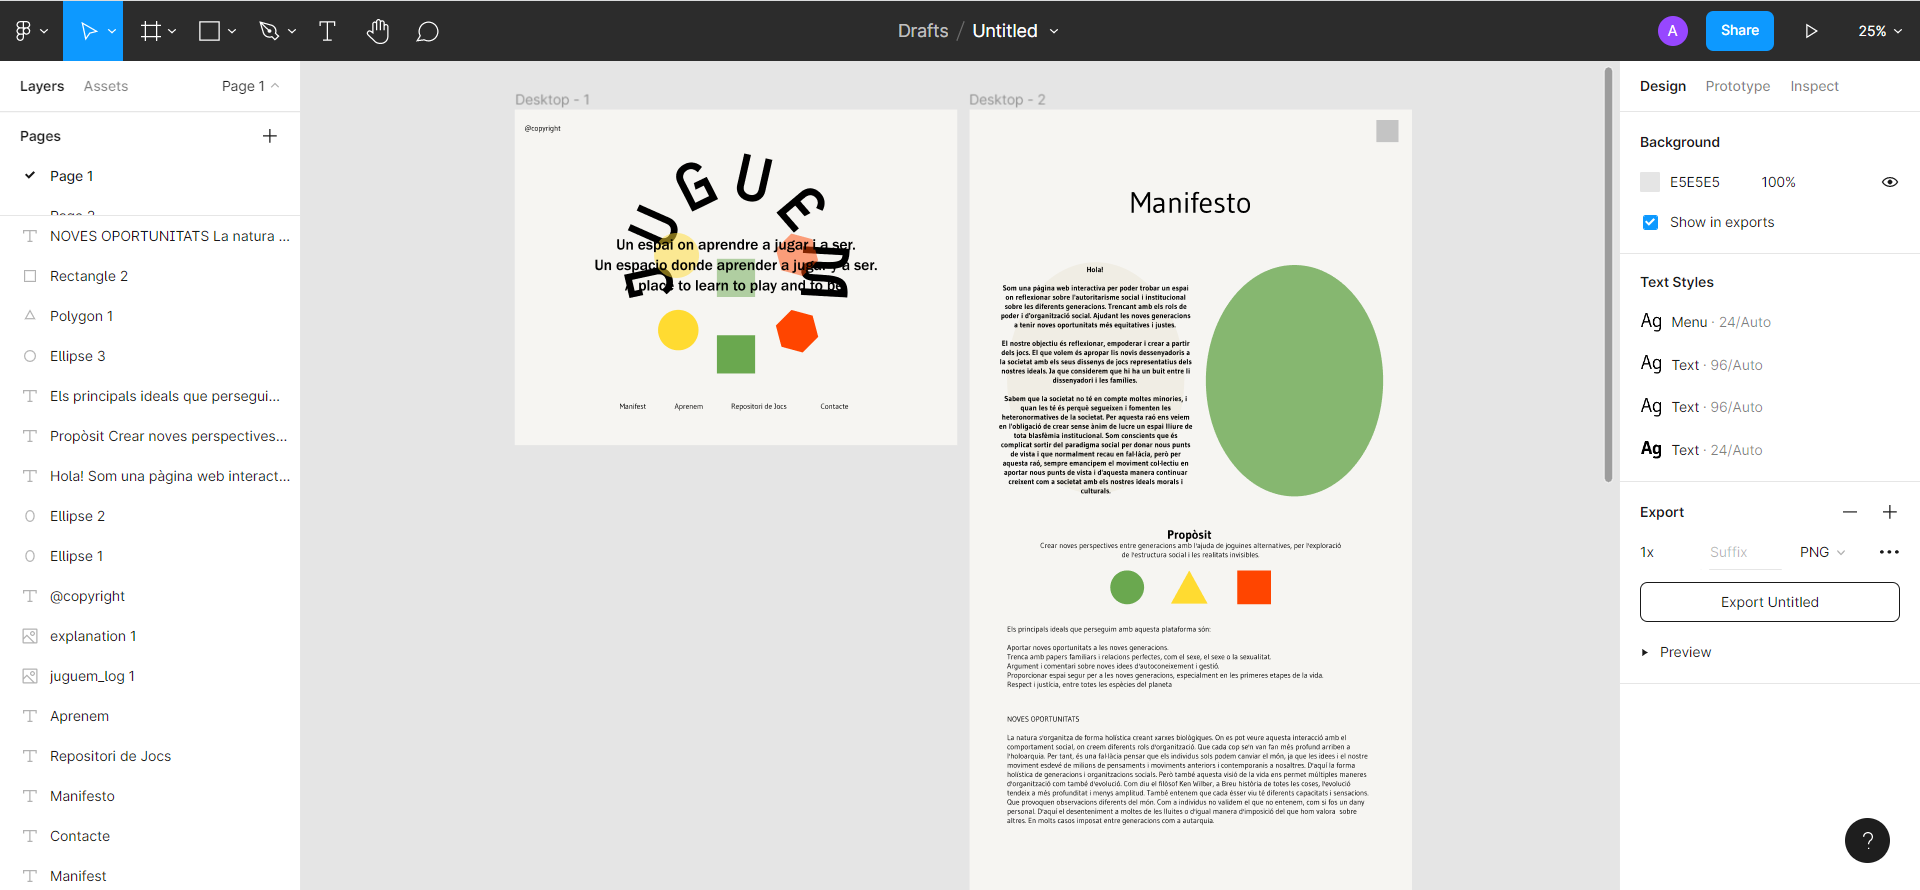 Drafts / Untitled
A
Share
25%
Layers
Assets
Page 1
Pages
Page 1
NOVES OPORTUNITATS La natura ...
Rectangle 2
Polygon 1
Ellipse 3
Els principals ideals que persegui...
Propòsit Crear noves perspectives...
Hola! Som una pàgina web interact...
Ellipse 2
Ellipse 1
@copyright
explanation 1
juguem_log 1
Aprenem
Repositori de Jocs
Manifesto
Contacte
Manifest
Desktop - 1
@copyright
JUGUEM
Un espai on aprendre a jugar i a ser.
Un espacio donde aprender a jugar y a ser.
A place to learn to play and to be
Manifest
Aprenem
Repositori de Jocs
Contacte
Desktop - 2
Manifesto
Hola!
Som una pàgina web interactiva per poder trobar un espai
on reflexionar sobre l'autoritarisme social i institucional
sobre les diferents generacions. Trencant amb els rols de
poder i d'organització social. Ajudant les noves generacions
a tenir noves oportunitats més equitatives i justes.
El nostre objectiu és reflexionar, empoderar i crear a partir
dels jocs. El que volem és apropar lis novis dessenyadoris a
la societat amb els seus dissenys de jocs representatius dels
nostres ideals. Ja que considerem que hi ha un buit entre li
dissenyadori i les famílies.
Sabem que la societat no té en compte moltes minories, i
quan les té és perquè segueixen i fomenten les
heteronormatives de la societat. Per aquesta raó ens veiem
en l'obligació de crear sense ànim de lucre un espai lliure de
tota blasfèmia institucional. Som conscients que és
complicat sortir del paradigma social per donar nous punts
de vista i que normalment recau en fal·làcia, però per
aquesta raó, sempre emancipem el moviment col·lectiu en
aportar nous punts de vista i d'aquesta manera continuar
creixent com a societat amb els nostres ideals morals i
culturals.
Propòsit
Crear noves perspectives entre generacions amb l'ajuda de joguines alternatives, per l'exploració
de l'estructura social i les realitats invisibles.
Els principals ideals que perseguim amb aquesta plataforma són:
Aportar noves oportunitats a les noves generacions.
Trenca amb papers familiars i relacions perfectes, com el sexe, el sexe o la sexualitat.
Argument i comentari sobre noves idees d'autoconeixement i gestió.
Proporcionar espai segur per a les noves generacions, especialment en les primeres etapes de la vida.
Respect i justícia, entre totes les espècies del planeta
NOVES OPORTUNITATS
La natura s'organitza de forma holística creant xarxes biològiques. On es pot veure aquesta interacció amb el
comportament social, on creem diferents rols d'organització. Que cada cop se'n van fan més profund arriben a
l'holoarquia. Per tant, és una fal·làcia pensar que els individus sols podem canviar el món, ja que les idees i el nostre
moviment esdevé de milions de pensaments i moviments anteriors i contemporanis a nosaltres. D'aquí la forma
holística de generacions i organitzacions socials. Però també aquesta visió de la vida ens permet múltiples maneres
d'organització com també d'evolució. Com diu el filòsof Ken Wilber, a Breu història de totes les coses, l'evolució
tendeix a més profunditat i menys amplitud. També entenem que cada ésser viu té diferents capacitats i sensacions.
Que provoquen observacions diferents del món. Com a individus no validem el que no entenem, com si fos un dany
personal. D'aquí el desenteniment a moltes de les lluites o d'igual manera d'imposició del que hom valora sobre
altres. En molts casos imposat entre generacions com a autarquia.
Design
Prototype
Inspect
Background
E5E5E5
100%
Show in exports
Text Styles
Ag Menu · 24/Auto
Ag Text · 96/Auto
Ag Text · 96/Auto
Ag Text · 24/Auto
Export
1x
Suffix
PNG
Export Untitled
Preview
?